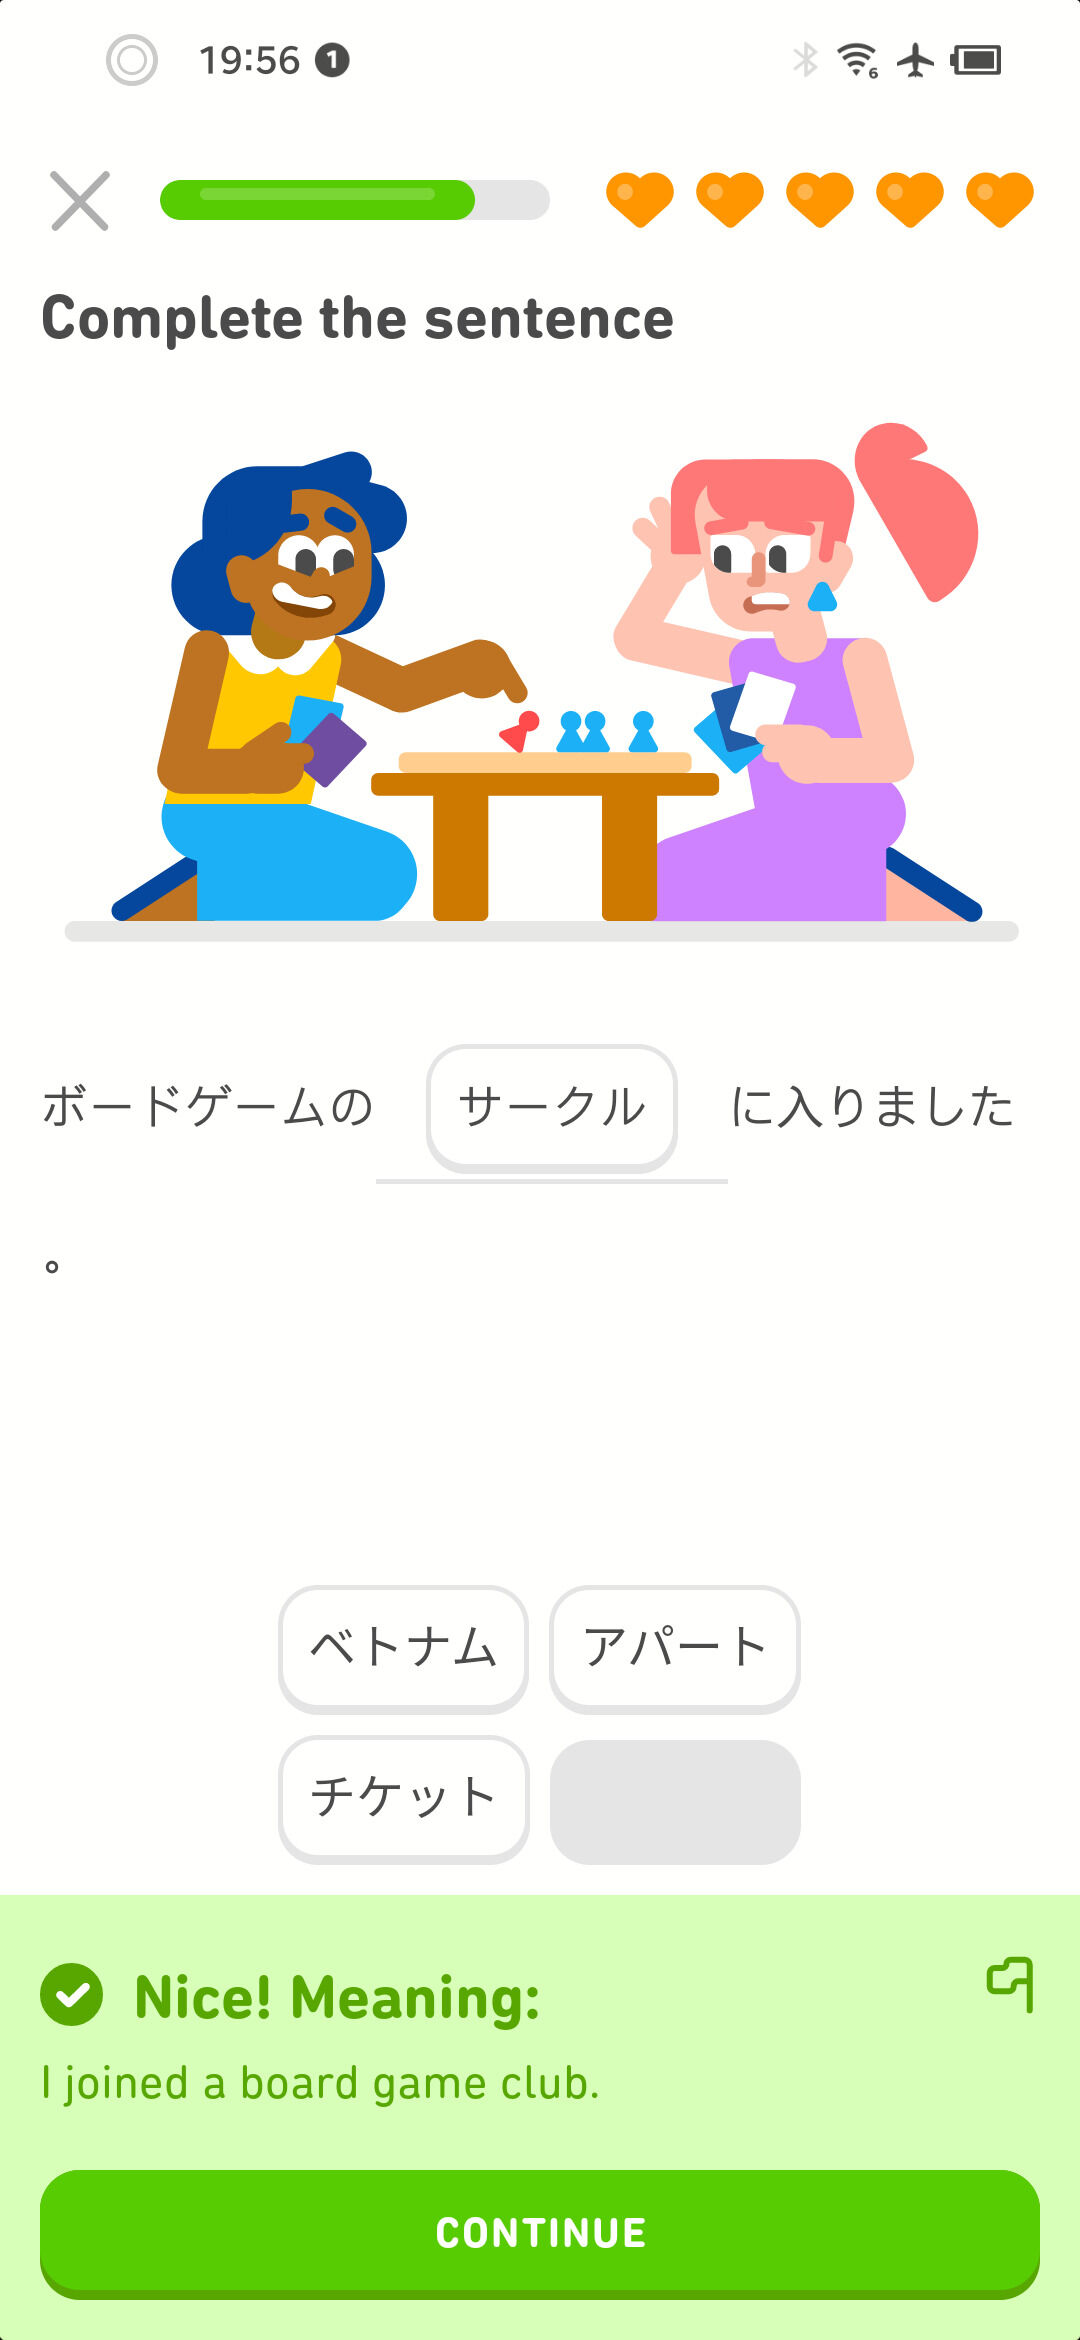 19:56 1
6
Complete the sentence
ボードゲームの サークル に入りました
。
ベトナム アパート
チケット
Nice! Meaning:
I joined a board game club.
CONTINUE